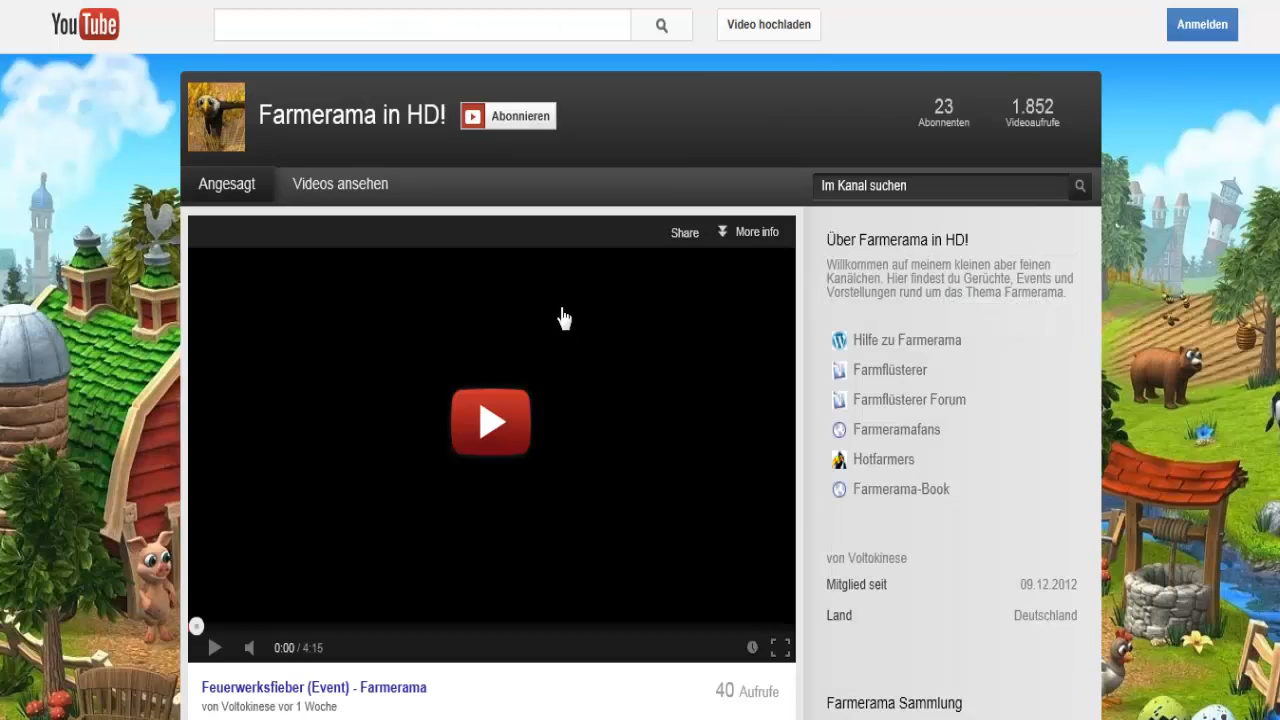 YouTube
Video hochladen
Anmelden
Farmerama in HD!
Abonnieren
23
Abonnenten
1.852
Videoaufrufe
Angesagt
Videos ansehen
Im Kanal suchen
Share
More info
Über Farmerama in HD!
Willkommen auf meinem kleinen aber feinen
Kanälchen. Hier findest du Gerüchte, Events und
Vorstellungen rund um das Thema Farmerama.
Hilfe zu Farmerama
Farmflüsterer
Farmflüsterer Forum
Farmeramafans
Hotfarmers
Farmerama-Book
von Voltokinese
Mitglied seit 09.12.2012
Land Deutschland
0:00 / 4:15
Feuerwerksfieber (Event) - Farmerama
40 Aufrufe
von Voltokinese vor 1 Woche
Farmerama Sammlung